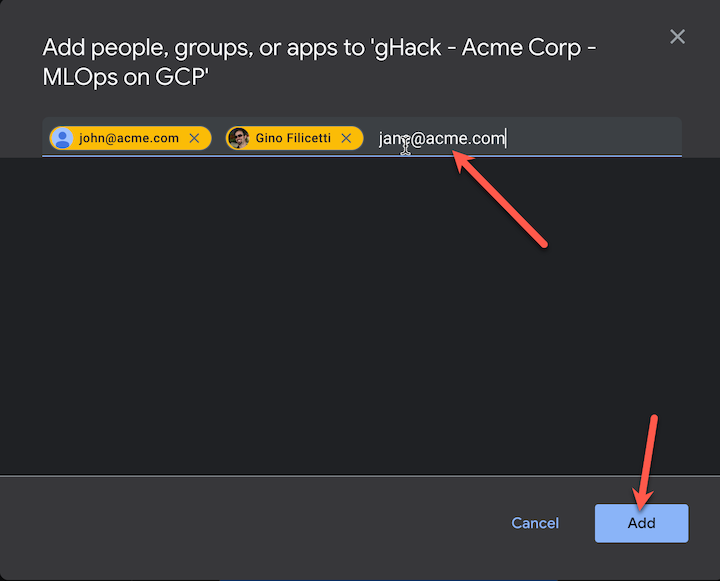 Add people, groups, or apps to 'gHack - Acme Corp -
MLOps on GCP'
john@acme.com Gino Filicetti jane@acme.com
Cancel Add